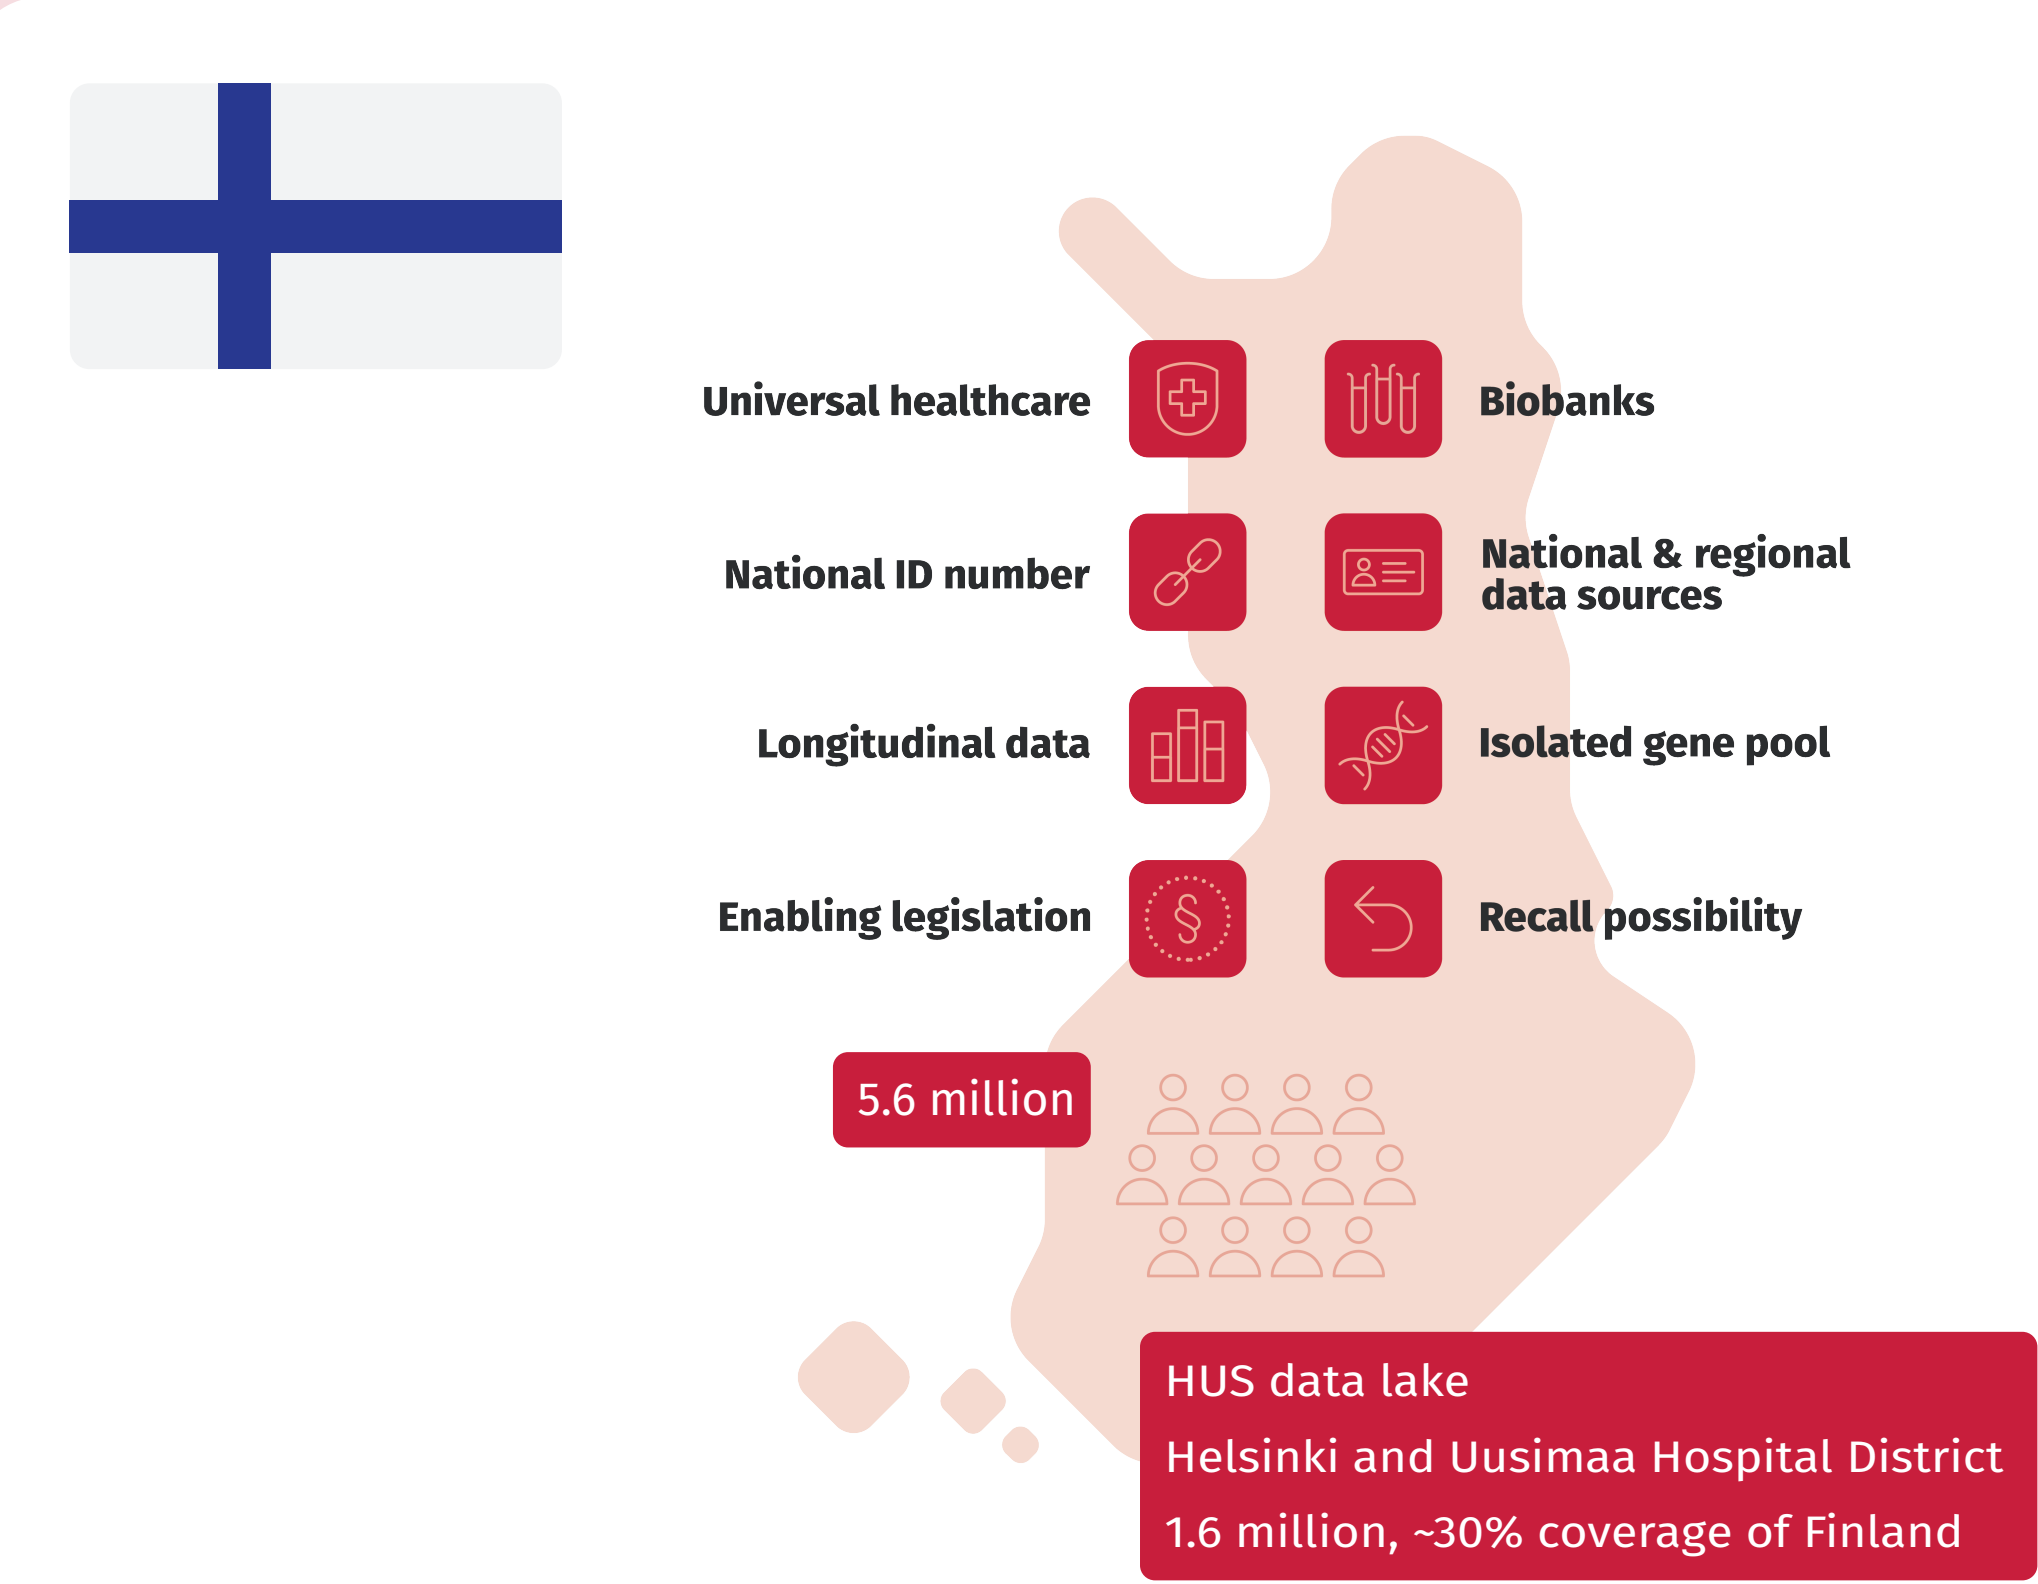 Universal healthcare
Biobanks
National ID number
National & regional
data sources
Longitudinal data
Isolated gene pool
Enabling legislation
§
Recall possibility
5.6 million
HUS data lake
Helsinki and Uusimaa Hospital District
1.6 million, ~30% coverage of Finland